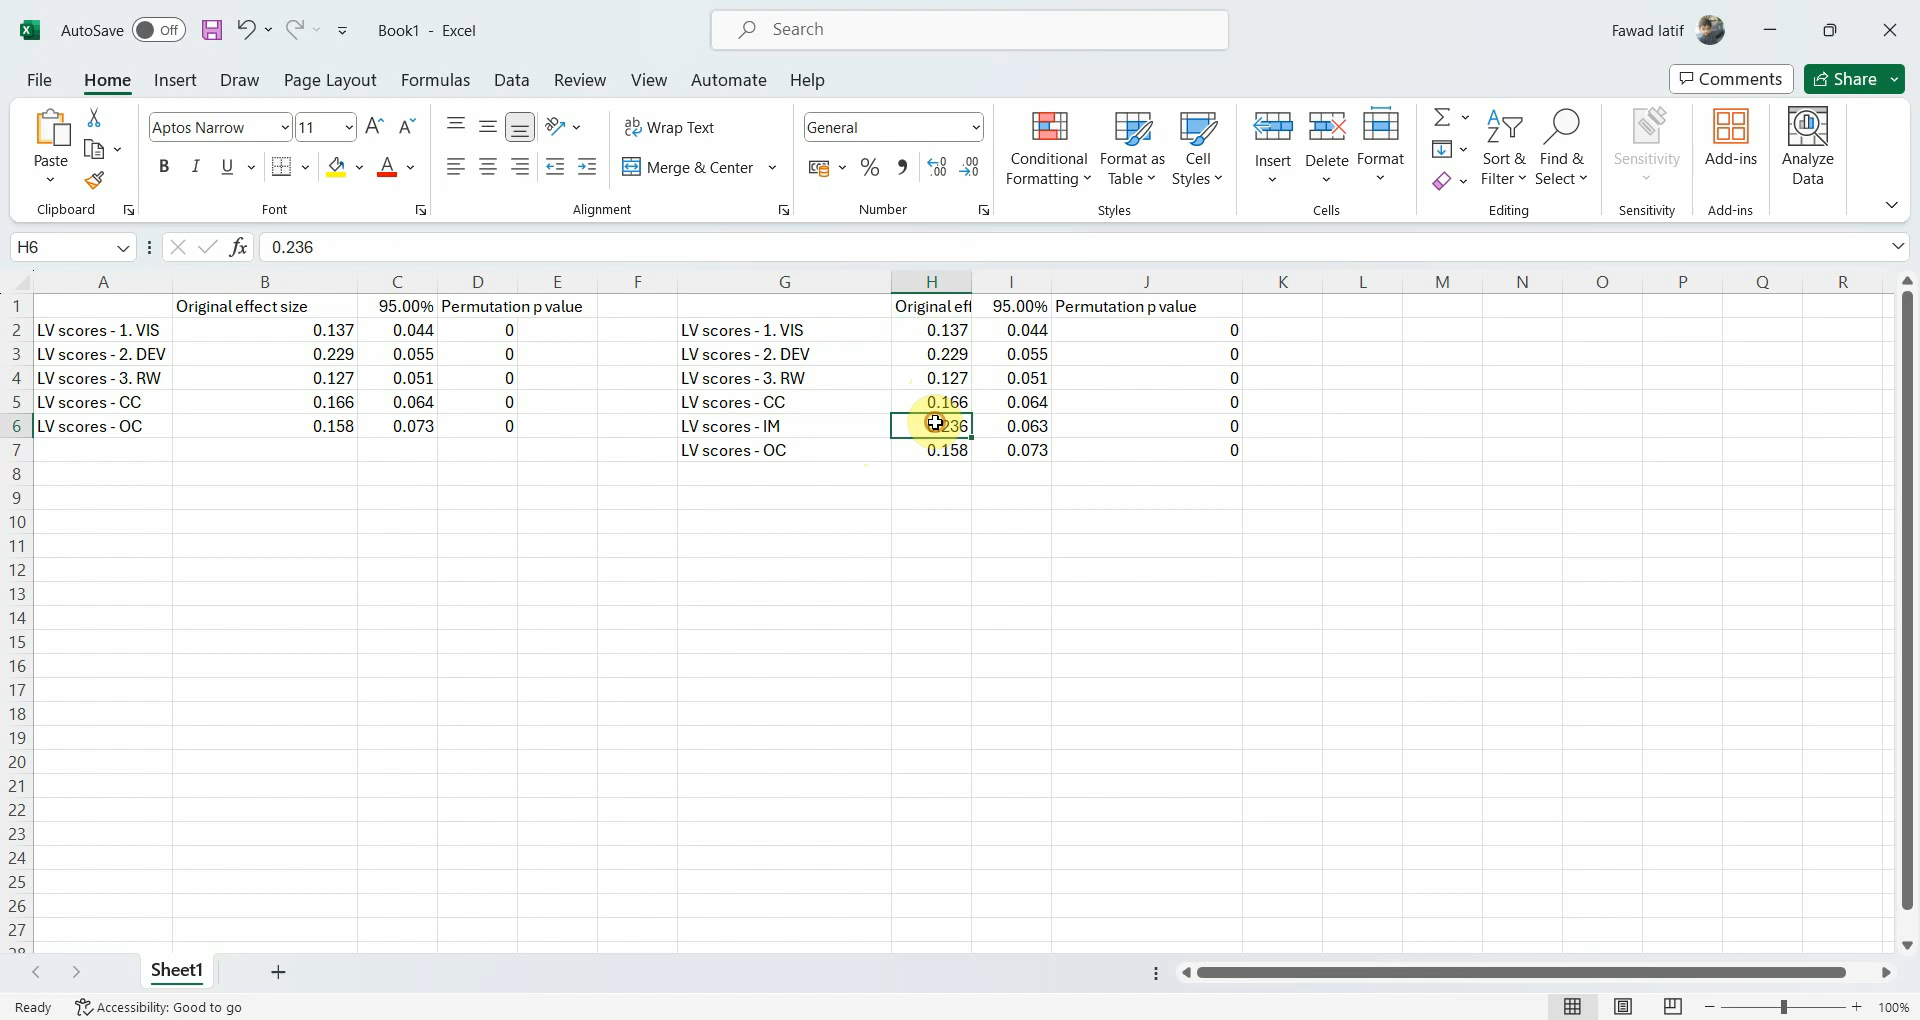 AutoSave Off Book1 - Excel Search Fawad latif
File Home Insert Draw Page Layout Formulas Data Review View Automate Help Comments Share
Paste
Clipboard
Aptos Narrow 11
B I U A
Font
Wrap Text
Merge & Center
Alignment
General
% 9 .00 .00
Number
Conditional Formatting
Format as Table
Cell Styles
Styles
Insert Delete Format
Cells
Sort & Filter
Find & Select
Editing
Sensitivity
Sensitivity
Add-ins
Add-ins
Analyze Data
H6 fx 0.236
A B C D E F G H I J K L M N O P Q R
1 Original effect size 95.00% Permutation p value Original eff 95.00% Permutation p value
2 LV scores - 1. VIS 0.137 0.044 0 LV scores - 1. VIS 0.137 0.044 0
3 LV scores - 2. DEV 0.229 0.055 0 LV scores - 2. DEV 0.229 0.055 0
4 LV scores - 3. RW 0.127 0.051 0 LV scores - 3. RW 0.127 0.051 0
5 LV scores - CC 0.166 0.064 0 LV scores - CC 0.166 0.064 0
6 LV scores - OC 0.158 0.073 0 LV scores - IM 0.063 0
7 LV scores - OC 0.158 0.073 0
8
9
10
11
12
13
14
15
16
17
18
19
20
21
22
23
24
25
26
27
Sheet1
Ready Accessibility: Good to go 100%